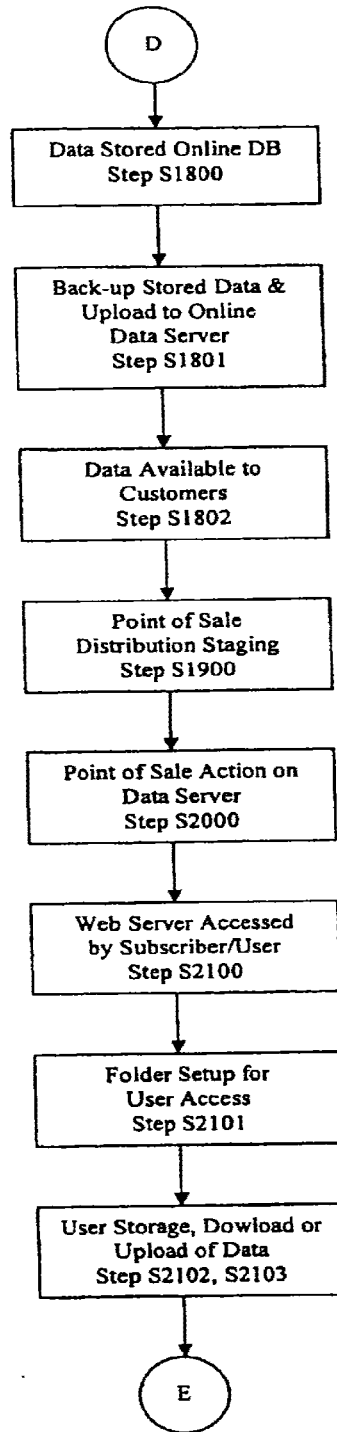 D
Data Stored Online DB
Step S1800
Back-up Stored Data &
Upload to Online
Data Server
Step S1801
Data Available to
Customers
Step S1802
Point of Sale
Distribution Staging
Step S1900
Point of Sale Action on
Data Server
Step S2000
Web Server Accessed
by Subscriber/User
Step S2100
Folder Setup for
User Access
Step S2101
User Storage, Dowload or
Upload of Data
Step S2102, S2103
E